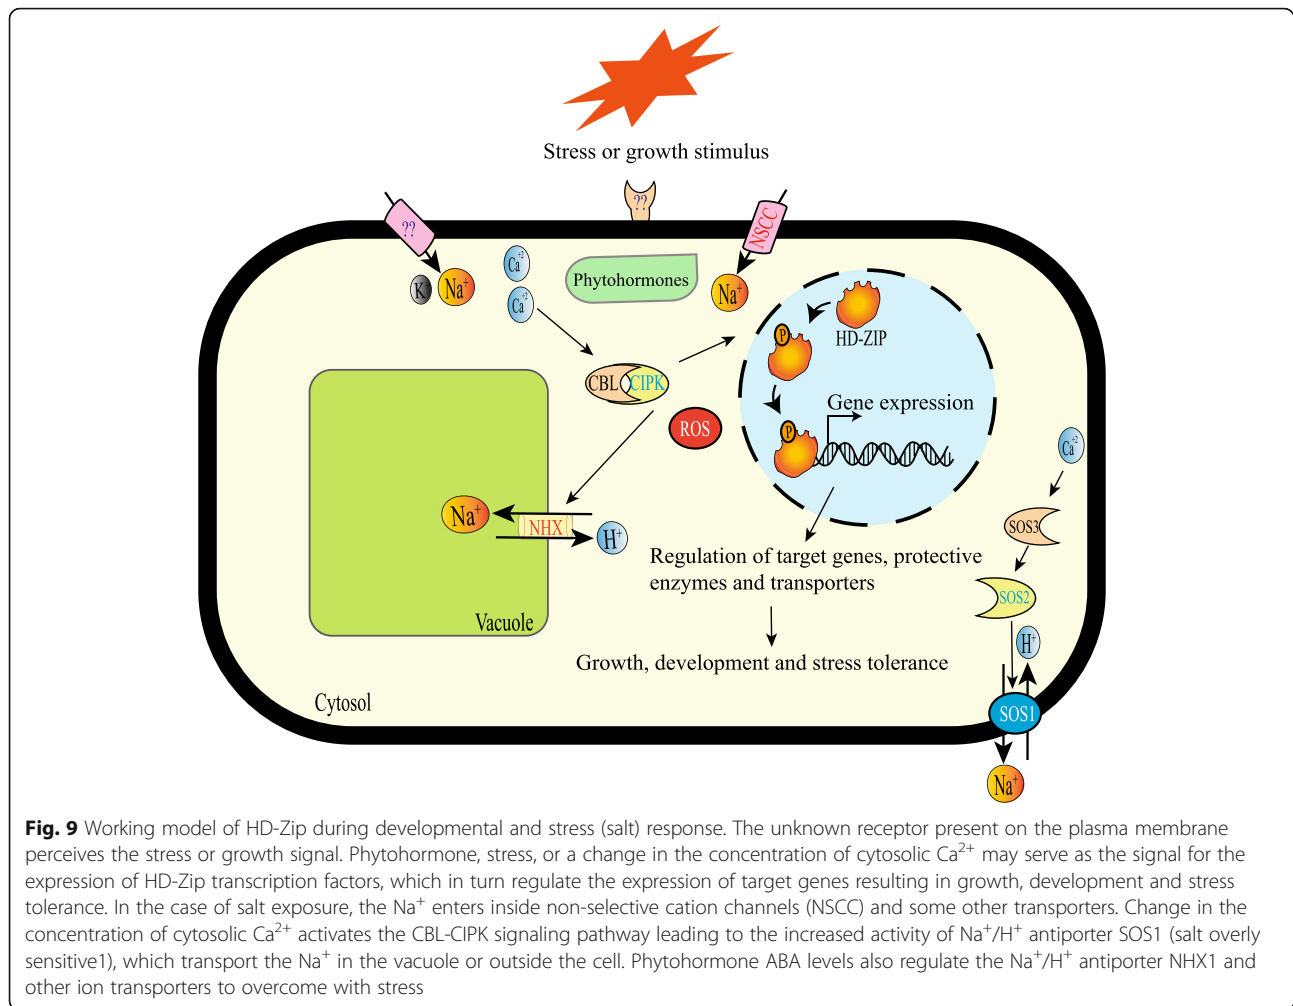 Stress or growth stimulus
??
??
NSCC
Ca+2
Ca+2
Phytohormones
K+
Na+
Na+
P
HD-ZIP
CBL CIPK
Gene expression
ROS
P
Ca+2
Na+
NHX
H+
SOS3
Regulation of target genes, protective
enzymes and transporters
SOS2
Vacuole
H+
Growth, development and stress tolerance
Cytosol
SOS1
Na+
Fig. 9 Working model of HD-Zip during developmental and stress (salt) response. The unknown receptor present on the plasma membrane
perceives the stress or growth signal. Phytohormone, stress, or a change in the concentration of cytosolic Ca2+ may serve as the signal for the
expression of HD-Zip transcription factors, which in turn regulate the expression of target genes resulting in growth, development and stress
tolerance. In the case of salt exposure, the Na+ enters inside non-selective cation channels (NSCC) and some other transporters. Change in the
concentration of cytosolic Ca2+ activates the CBL-CIPK signaling pathway leading to the increased activity of Na+/H+ antiporter SOS1 (salt overly
sensitive1), which transport the Na+ in the vacuole or outside the cell. Phytohormone ABA levels also regulate the Na+/H+ antiporter NHX1 and
other ion transporters to overcome with stress